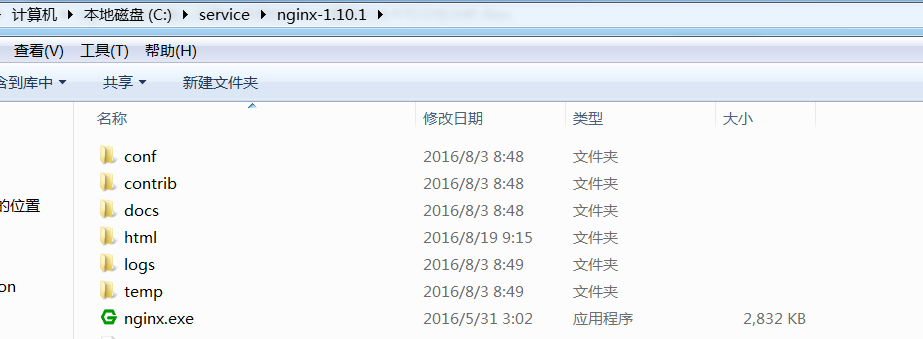 计算机 本地磁盘 (C:) service nginx-1.10.1
查看(V) 工具(T) 帮助(H)
含到库中 共享 新建文件夹
名称 修改日期 类型 大小
conf 2016/8/3 8:48 文件夹
contrib 2016/8/3 8:48 文件夹
docs 2016/8/3 8:48 文件夹
的位置
html 2016/8/19 9:15 文件夹
logs 2016/8/3 8:49 文件夹
on
temp 2016/8/3 8:49 文件夹
nginx.exe 2016/5/31 3:02 应用程序 2,832 KB